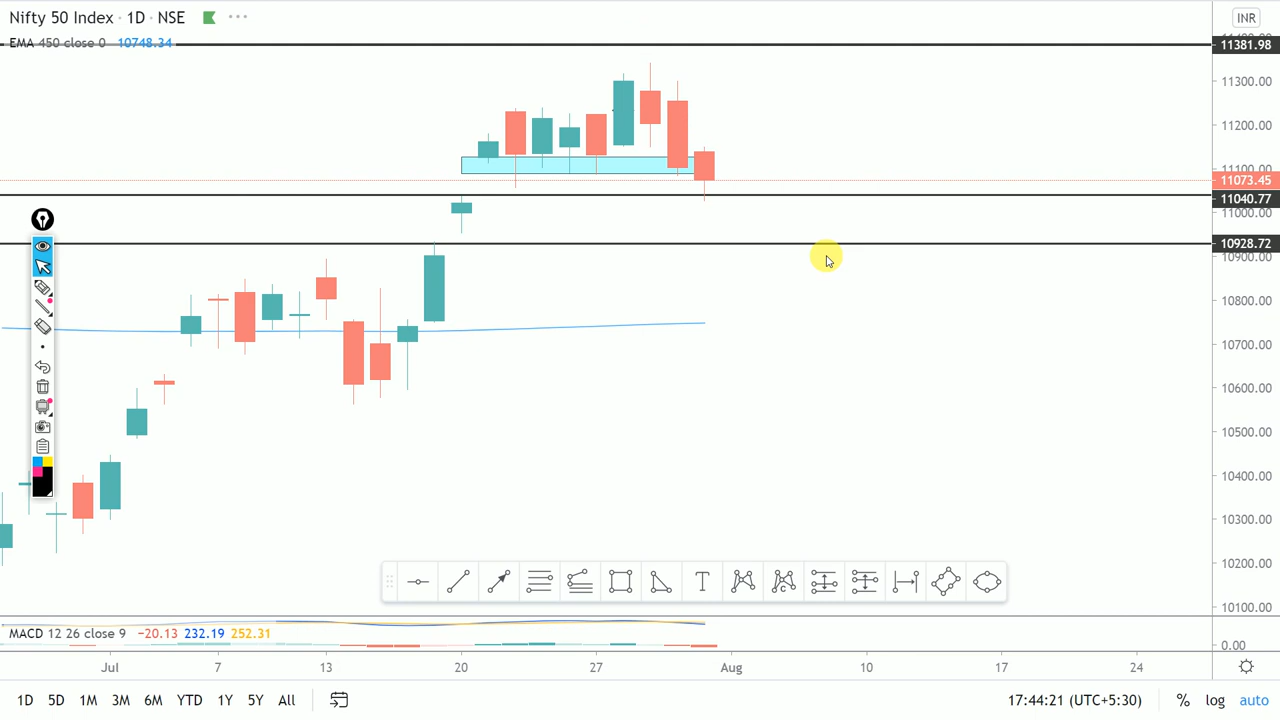 Nifty 50 Index · 1D · NSE
INR
EMA 450 close 0 10748.34
11381.98
11300.00
11200.00
11100.00
11073.45
11040.77
11000.00
10928.72
10900.00
10800.00
10700.00
10600.00
10500.00
10400.00
10300.00
10200.00
10100.00
T
C
MACD 12 26 close 9 −20.13 232.19 252.31
0.00
Jul 7 13 20 27 Aug 10 17 24
1D 5D 1M 3M 6M YTD 1Y 5Y All 17:44:21 (UTC+5:30) % log auto